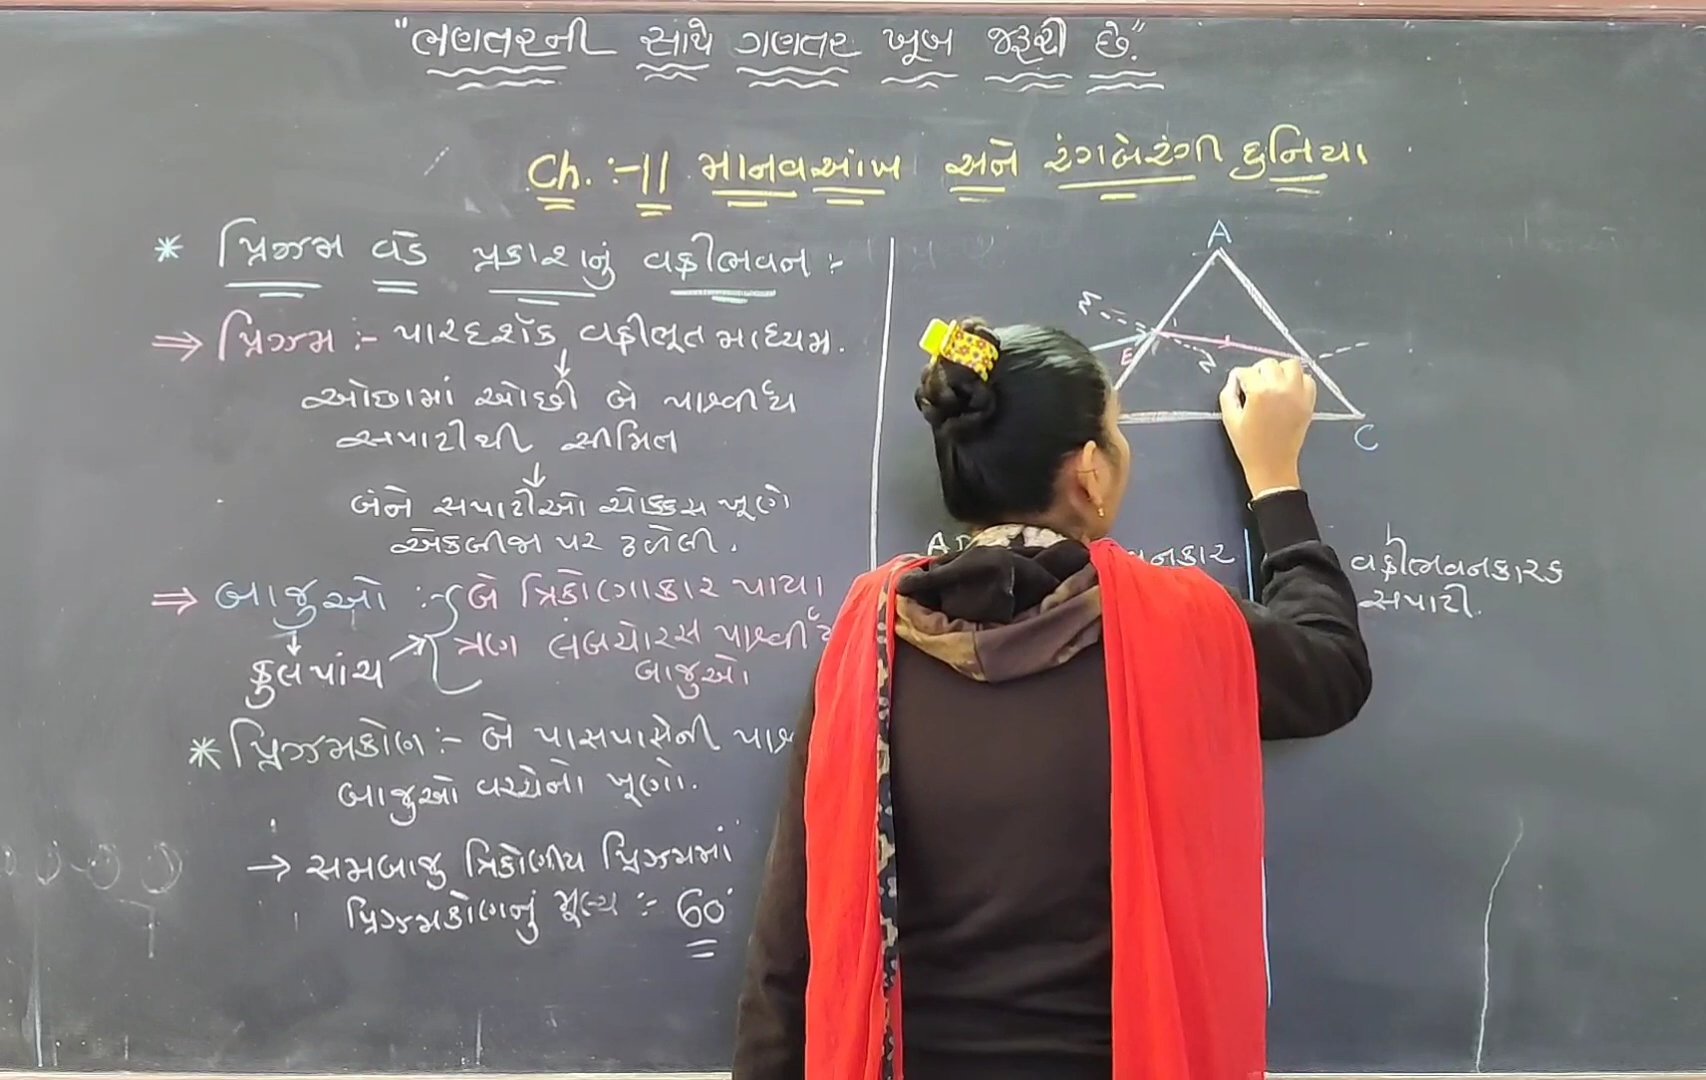 "ભણતરની સાથે ગણતર ખૂબ જરૂરી છે."
Ch. :- 11 માનવઆંખ અને રંગબેરંગી દુનિયા
* પ્રિઝમ વડે પ્રકાશનું વક્રીભવન :-
⇒ પ્રિઝમ :- પારદર્શક વક્રીભૂત માધ્યમ.
↓
ઓછામાં ઓછી બે પાર્શ્વીય
સપાટીથી સીમિત
↓
બંને સપાટીઓ ચોક્કસ ખૂણે
એકબીજા પર ઢળેલી.
⇒ બાજુઓ :- { બે ત્રિકોણાકાર પાયા
ત્રણ લંબચોરસ પાર્શ્વીય
બાજુઓ
↓
કુલ પાંચ
* પ્રિઝમકોણ :- બે પાસપાસેની
બાજુઓ વચ્ચેનો ખૂણો.
→ સમબાજુ ત્રિકોણીય પ્રિઝમમાં
પ્રિઝમકોણનું મૂલ્ય :- 60°
A
E
N
C
વક્રીભવનકારક
સપાટી.